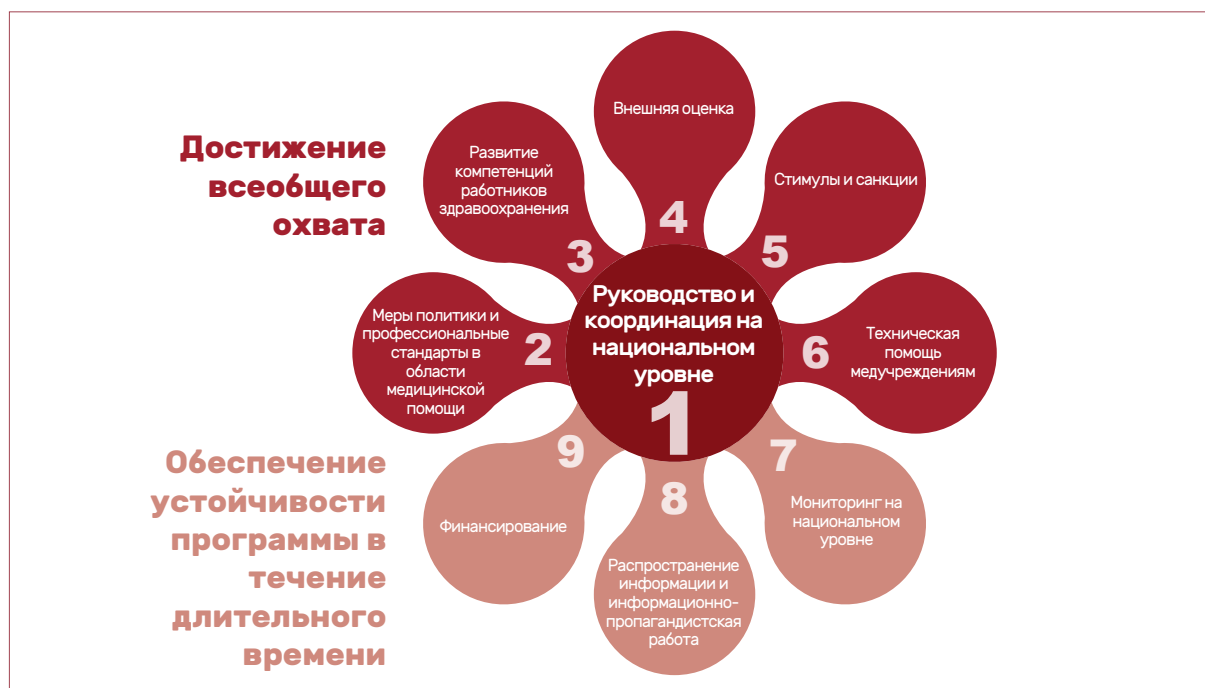 Достижение
всеобщего
охвата
Руководство и
координация на
национальном
уровне
1
Меры политики и
профессиональные
стандарты в
области
медицинской
помощи
2
Развитие
компетенций
работников
здравоохранения
3
Внешняя оценка
4
Стимулы и санкции
5
Техническая
помощь
медучреждениям
6
Обеспечение
устойчивости
программы в
течение
длительного
времени
Мониторинг на
национальном
уровне
7
8
Распространение
информации и
информационно-
пропагандистская
работа
9
Финансирование